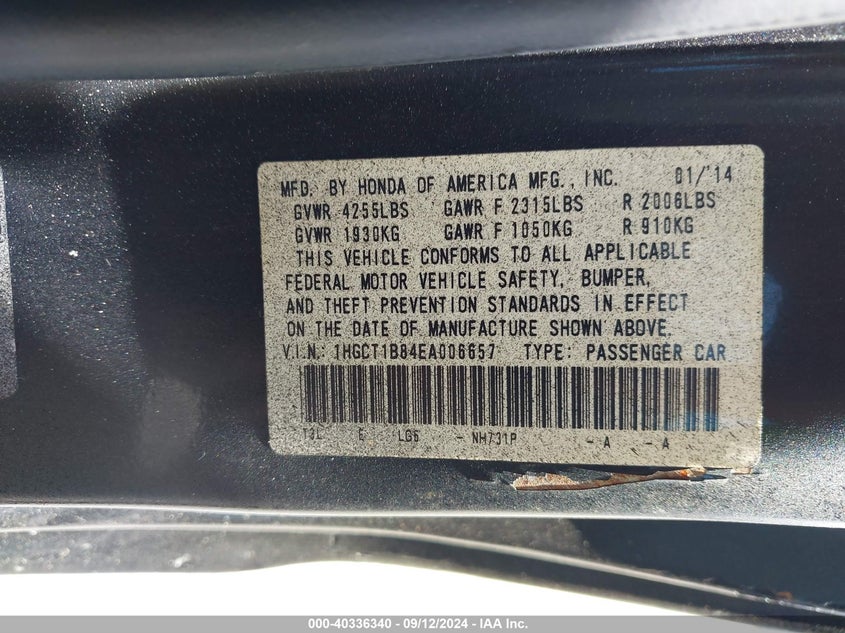 MFD. BY HONDA OF AMERICA MFG., INC. 01/'14
GVWR 4255LBS GAWR F 2315LBS R 2006LBS
GVWR 1930KG GAWR F 1050KG R 910KG
THIS VEHICLE CONFORMS TO ALL APPLICABLE
FEDERAL MOTOR VEHICLE SAFETY, BUMPER,
AND THEFT PREVENTION STANDARDS IN EFFECT
ON THE DATE OF MANUFACTURE SHOWN ABOVE.
V.I.N.: 1HGCT1B84EA006657 TYPE: PASSENGER CAR
T3L E LG6 - NH731P - A - A
000-40336340 - 09/12/2024 - IAA Inc.